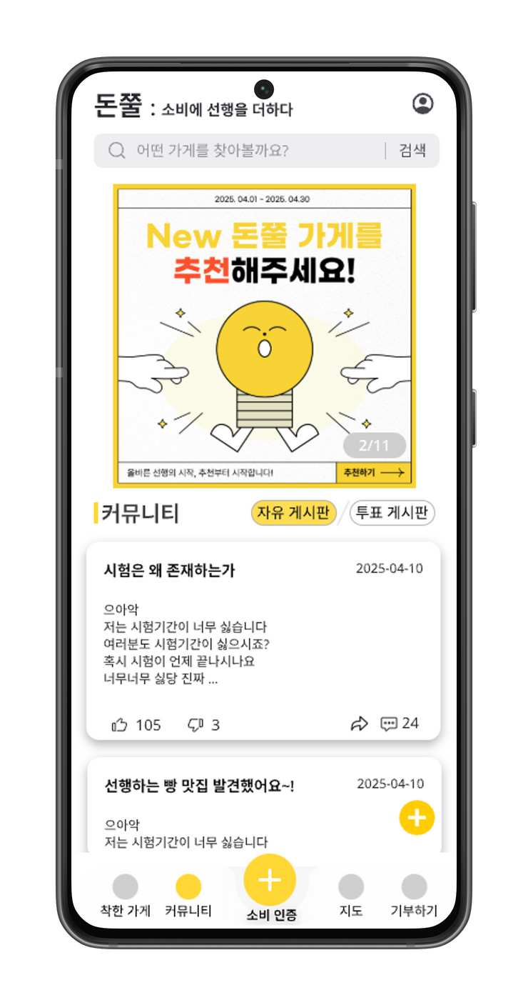 돈쭐 : 소비에 선행을 더하다
어떤 가게를 찾아볼까요? 검색
2025. 04.01 - 2025. 04.30
New 돈쭐 가게를
추천해주세요!
2/11
올바른 선행의 시작, 추천부터 시작합니다!
추천하기
커뮤니티
자유 게시판 / 투표 게시판
시험은 왜 존재하는가 2025-04-10
으아악
저는 시험기간이 너무 싫습니다
여러분도 시험기간이 싫으시죠?
혹시 시험이 언제 끝나시나요
너무너무 싫당 진짜 ...
105 3 24
선행하는 빵 맛집 발견했어요~! 2025-04-10
으아악
저는 시험기간이 너무 싫습니다
착한 가게 커뮤니티 소비 인증 지도 기부하기